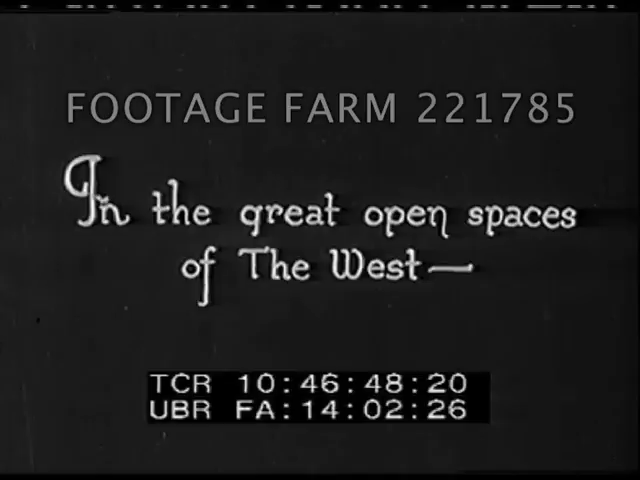 FOOTAGE FARM 221785
In the great open spaces
of The West—
TCR 10:46:48:20
UBR FA:14:02:26